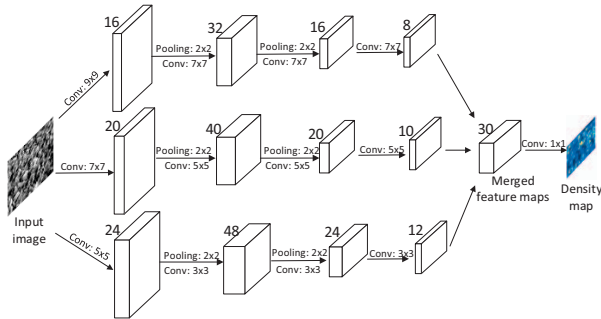 16
32
16
8
Pooling: 2x2
Conv: 7x7
Pooling: 2x2
Conv: 7x7
Conv: 7x7
Conv: 9x9
20
40
20
10
30
Conv: 7x7
Pooling: 2x2
Conv: 5x5
Pooling: 2x2
Conv: 5x5
Conv: 5x5
Conv: 1x1
Merged
feature maps
Density
map
Input
image
24
48
24
12
Conv: 5x5
Pooling: 2x2
Conv: 3x3
Pooling: 2x2
Conv: 3x3
Conv: 3x3